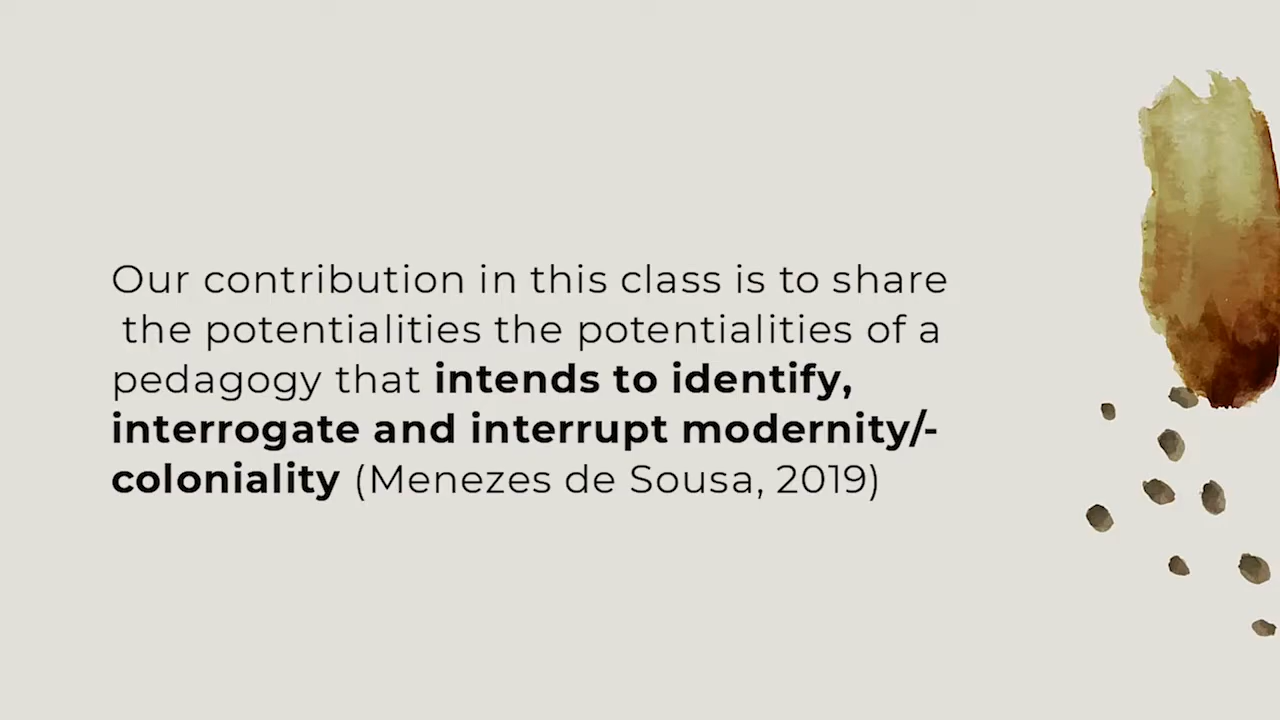 Our contribution in this class is to share
the potentialities the potentialities of a
pedagogy that intends to identify,
interrogate and interrupt modernity/-
coloniality (Menezes de Sousa, 2019)